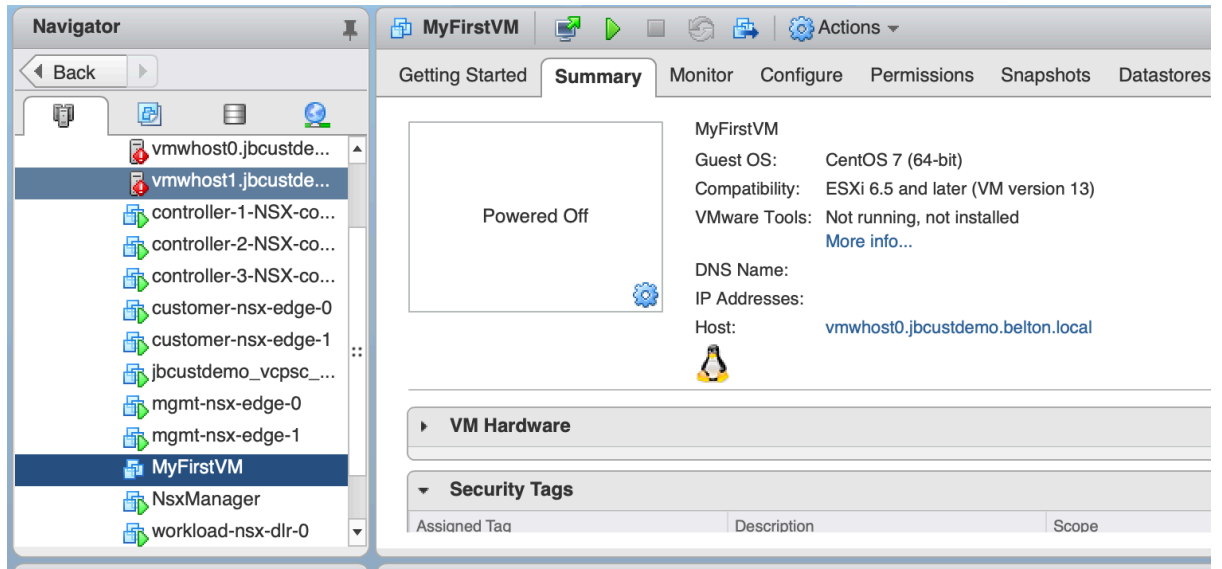 Navigator
Back
vmwhost0.jbcustde...
vmwhost1.jbcustde...
controller-1-NSX-co...
controller-2-NSX-co...
controller-3-NSX-co...
customer-nsx-edge-0
customer-nsx-edge-1
jbcustdemo_vcpsc_...
mgmt-nsx-edge-0
mgmt-nsx-edge-1
MyFirstVM
NsxManager
workload-nsx-dlr-0
MyFirstVM Actions
Getting Started Summary Monitor Configure Permissions Snapshots Datastores
Powered Off
MyFirstVM
Guest OS: CentOS 7 (64-bit)
Compatibility: ESXi 6.5 and later (VM version 13)
VMware Tools: Not running, not installed
More info...
DNS Name:
IP Addresses:
Host: vmwhost0.jbcustdemo.belton.local
VM Hardware
Security Tags
Assigned Tag Description Scope